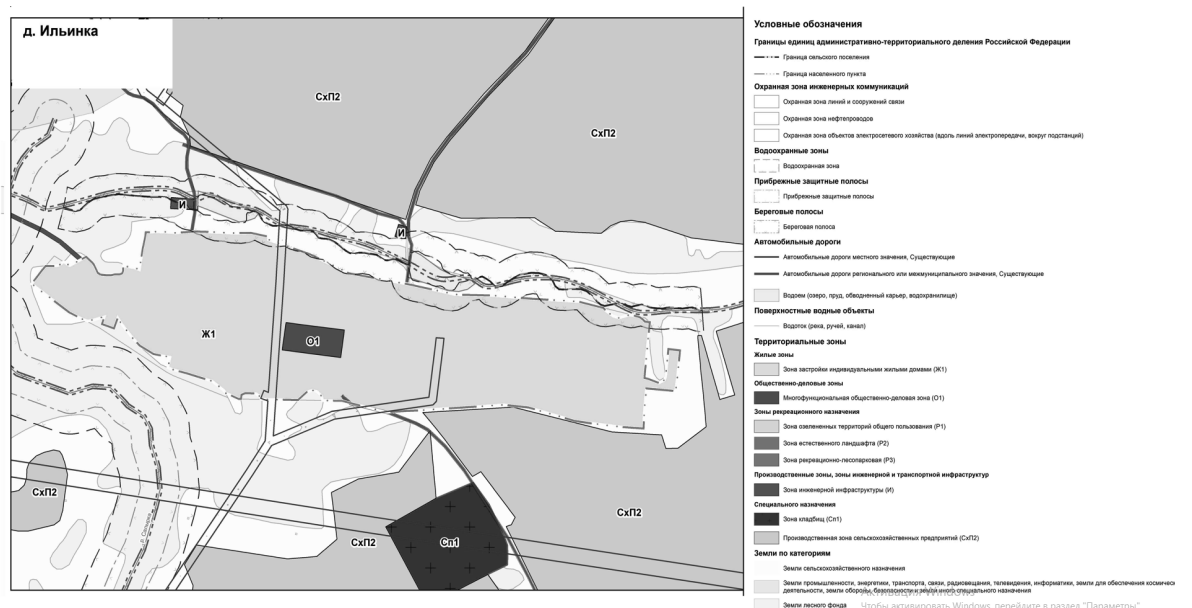 д. Ильинка
СхП2
СхП2
И
И
Ж1
О1
СхП2
СхП2
СхП2
Сп1
Условные обозначения
Границы единиц административно-территориального деления Российской Федерации
Граница сельского поселения
Граница населенного пункта
Охранная зона инженерных коммуникаций
Охранная зона линий и сооружений связи
Охранная зона нефтепроводов
Охранная зона объектов электросетевого хозяйства (вдоль линий электропередачи, вокруг подстанций)
Водоохранные зоны
Водоохранная зона
Прибрежные защитные полосы
Прибрежные защитные полосы
Береговые полосы
Береговая полоса
Автомобильные дороги
Автомобильные дороги местного значения, Существующие
Автомобильные дороги регионального или межмуниципального значения, Существующие
Водоем (озеро, пруд, обводненный карьер, водохранилище)
Поверхностные водные объекты
Водоток (река, ручей, канал)
Территориальные зоны
Жилые зоны
Зона застройки индивидуальными жилыми домами (Ж1)
Общественно-деловые зоны
Многофункциональная общественно-деловая зона (О1)
Зоны рекреационного назначения
Зона озелененных территорий общего пользования (Р1)
Зона естественного ландшафта (Р2)
Зона рекреационно-лесопарковая (Р3)
Производственные зоны, зоны инженерной и транспортной инфраструктур
Зона инженерной инфраструктуры (И)
Специального назначения
Зона кладбищ (Сп1)
Производственная зона сельскохозяйственных предприятий (СхП2)
Земли по категориям
Земли сельскохозяйственного назначения
Земли промышленности, энергетики, транспорта, связи, радиовещания, телевидения, информатики, земли для обеспечения космическ
деятельности, земли обороны, безопасности и земли иного специального назначения
Активация Windows
Земли лесного фонда
Чтобы активировать Windows, перейдите в раздел "Параметры".